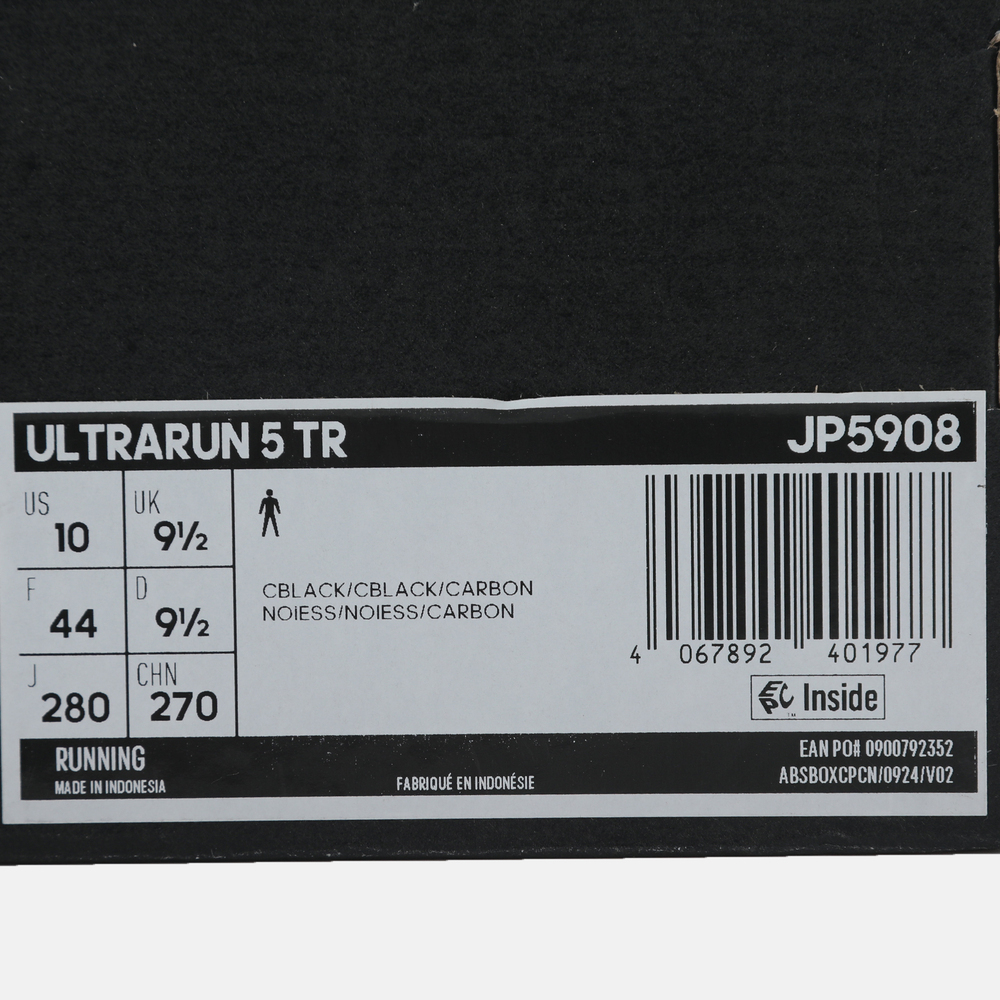 ULTRARUN 5 TR JP5908
US 10 UK 9½
F 44 D 9½
J 280 CHN 270
CBLACK/CBLACK/CARBON
NOIESS/NOIESS/CARBON
4 067892 401977
EPC Inside
RUNNING EAN PO# 0900792352
MADE IN INDONESIA FABRIQUÉ EN INDONÉSIE ABSBOXCPCN/0924/V02